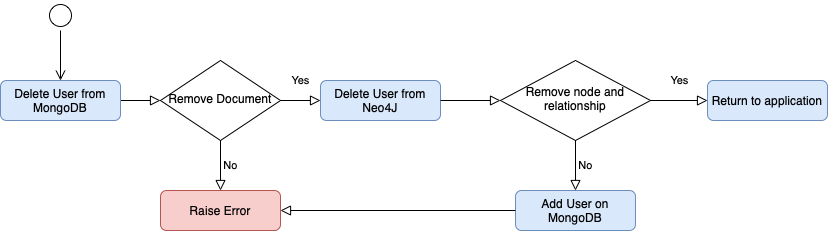 Delete User from
MongoDB
Remove Document
Yes
Delete User from
Neo4J
Remove node and
relationship
Yes
Return to application
No
No
Raise Error
Add User on
MongoDB